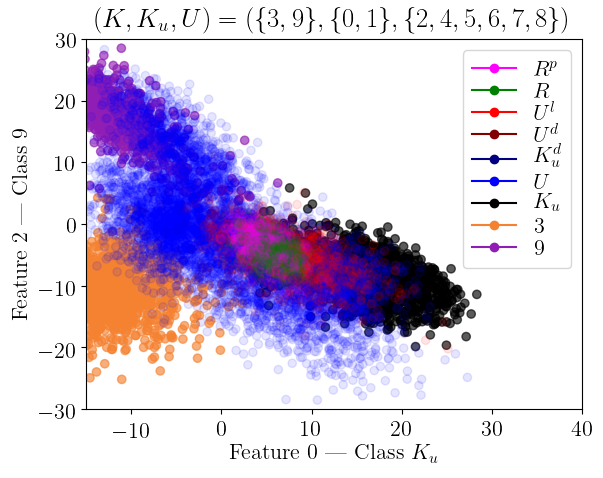 (K, K_u, U) = ({3, 9}, {0, 1}, {2, 4, 5, 6, 7, 8})
R^p
R
U^l
U^d
K_u^d
U
K_u
3
9
30
20
10
0
−10
−20
−30
Feature 2 — Class 9
−10
0
10
20
30
40
Feature 0 — Class K_u